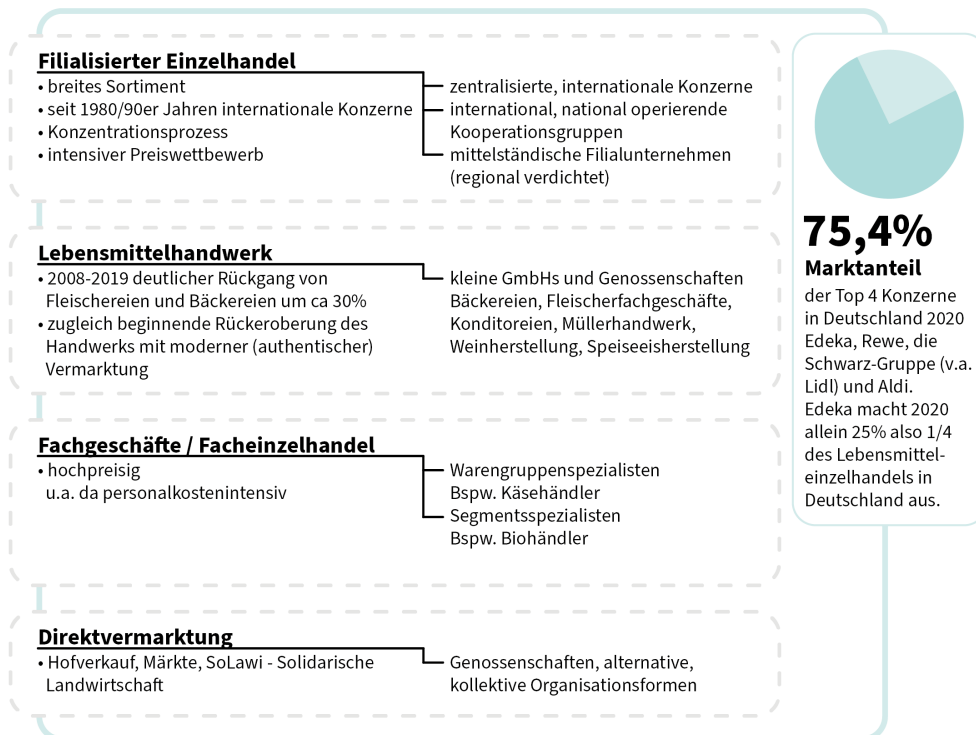 Filialisierter Einzelhandel
• breites Sortiment
• seit 1980/90er Jahren internationale Konzerne
• Konzentrationsprozess
• intensiver Preiswettbewerb
zentralisierte, internationale Konzerne
international, national operierende
Kooperationsgruppen
mittelständische Filialunternehmen
(regional verdichtet)
Lebensmittelhandwerk
• 2008-2019 deutlicher Rückgang von
Fleischereien und Bäckereien um ca 30%
• zugleich beginnende Rückeroberung des
Handwerks mit moderner (authentischer)
Vermarktung
kleine GmbHs und Genossenschaften
Bäckereien, Fleischerfachgeschäfte,
Konditoreien, Müllerhandwerk,
Weinherstellung, Speiseeisherstellung
Fachgeschäfte / Facheinzelhandel
• hochpreisig
u.a. da personalkostenintensiv
Warengruppenspezialisten
Bspw. Käsehändler
Segmentsspezialisten
Bspw. Biohändler
Direktvermarktung
• Hofverkauf, Märkte, SoLawi - Solidarische
Landwirtschaft
Genossenschaften, alternative,
kollektive Organisationsformen
75,4%
Marktanteil
der Top 4 Konzerne
in Deutschland 2020
Edeka, Rewe, die
Schwarz-Gruppe (v.a.
Lidl) und Aldi.
Edeka macht 2020
allein 25% also 1/4
des Lebensmittel-
einzelhandels in
Deutschland aus.